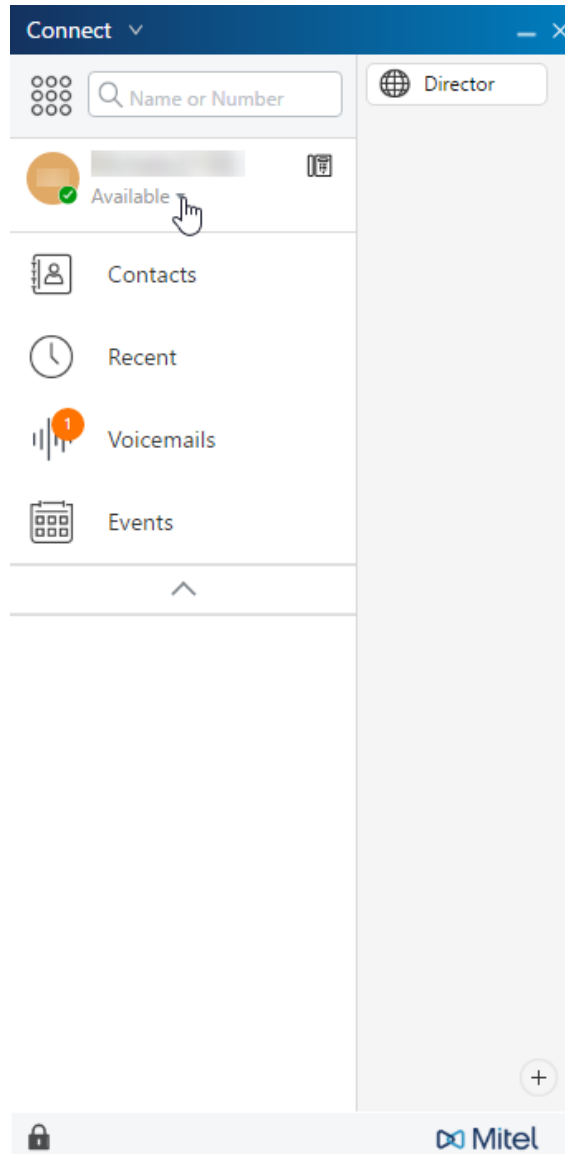 Connect
Name or Number
Director
Available
Contacts
Recent
1
Voicemails
Events
Mitel